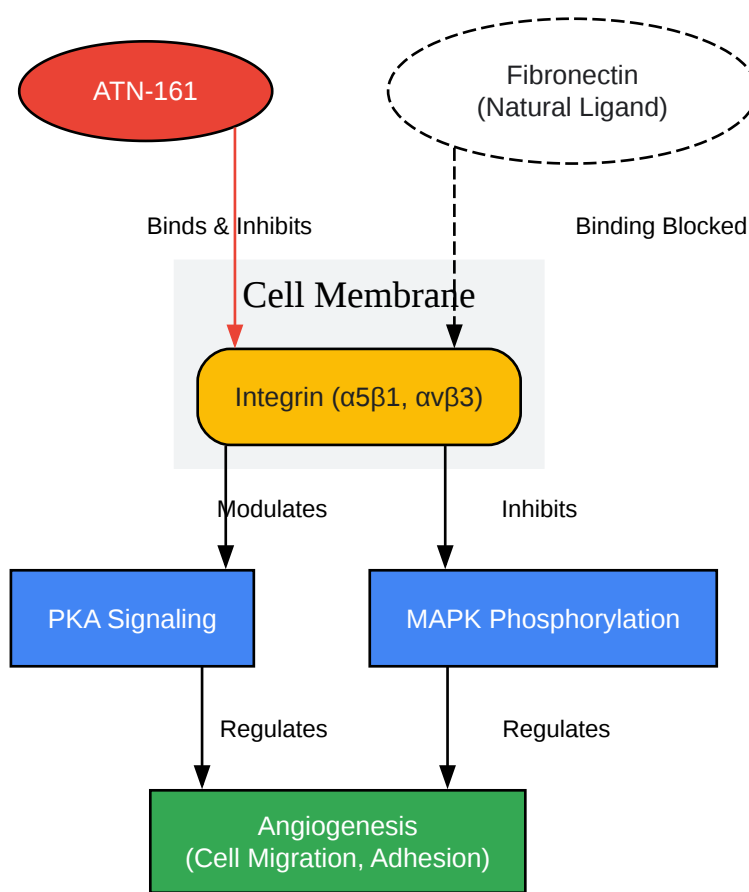 ATN-161
Fibronectin
(Natural Ligand)
Binds & Inhibits
Binding Blocked
Cell Membrane
Integrin (α5β1, αvβ3)
Modulates
Inhibits
PKA Signaling
MAPK Phosphorylation
Regulates
Regulates
Angiogenesis
(Cell Migration, Adhesion)